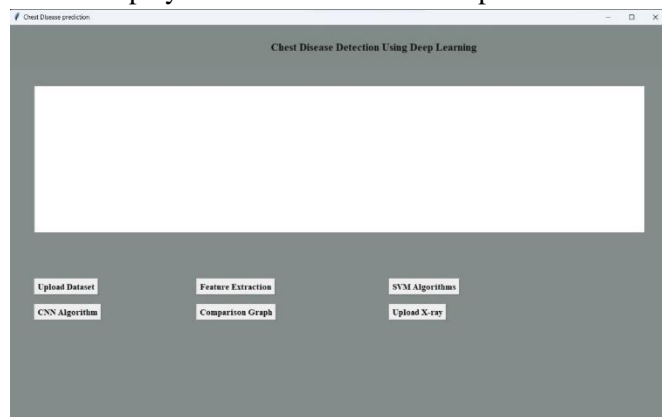 Chest Disease prediction
Chest Disease Detection Using Deep Learning
Upload Dataset
Feature Extraction
SVM Algorithms
CNN Algorithm
Comparison Graph
Upload X-ray